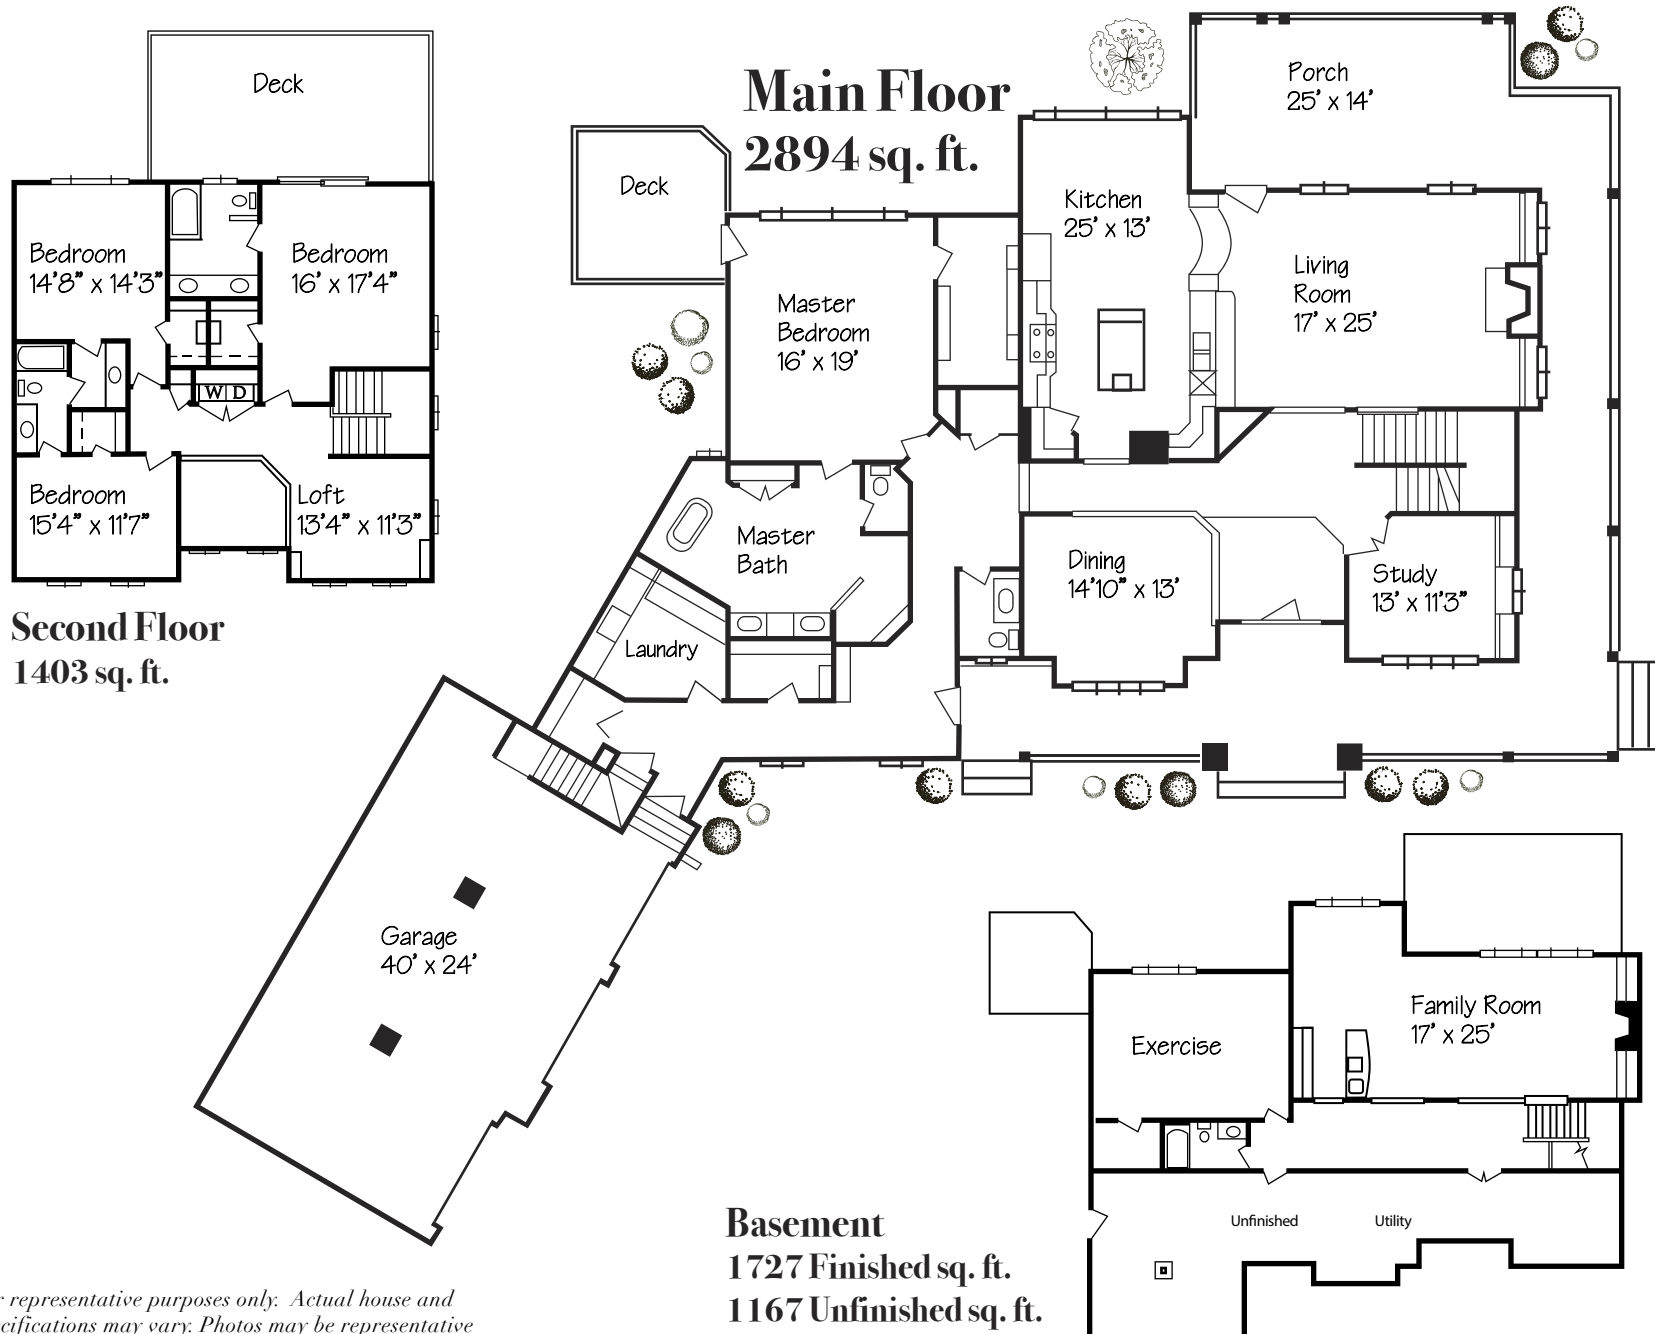 Deck
Bedroom
14'8" x 14'3"
Bedroom
16' x 17'4"
W D
Bedroom
15'4" x 11'7"
Loft
13'4" x 11'3"
Second Floor
1403 sq. ft.
Main Floor
2894 sq. ft.
Porch
25' x 14'
Deck
Kitchen
25' x 13'
Living
Room
17' x 25'
Master
Bedroom
16' x 19'
Master
Bath
Dining
14'10" x 13'
Study
13' x 11'3"
Laundry
Garage
40' x 24'
Family Room
17' x 25'
Exercise
Unfinished
Utility
Basement
1727 Finished sq. ft.
1167 Unfinished sq. ft.
representative purposes only. Actual house and
may vary. Photos may be representative